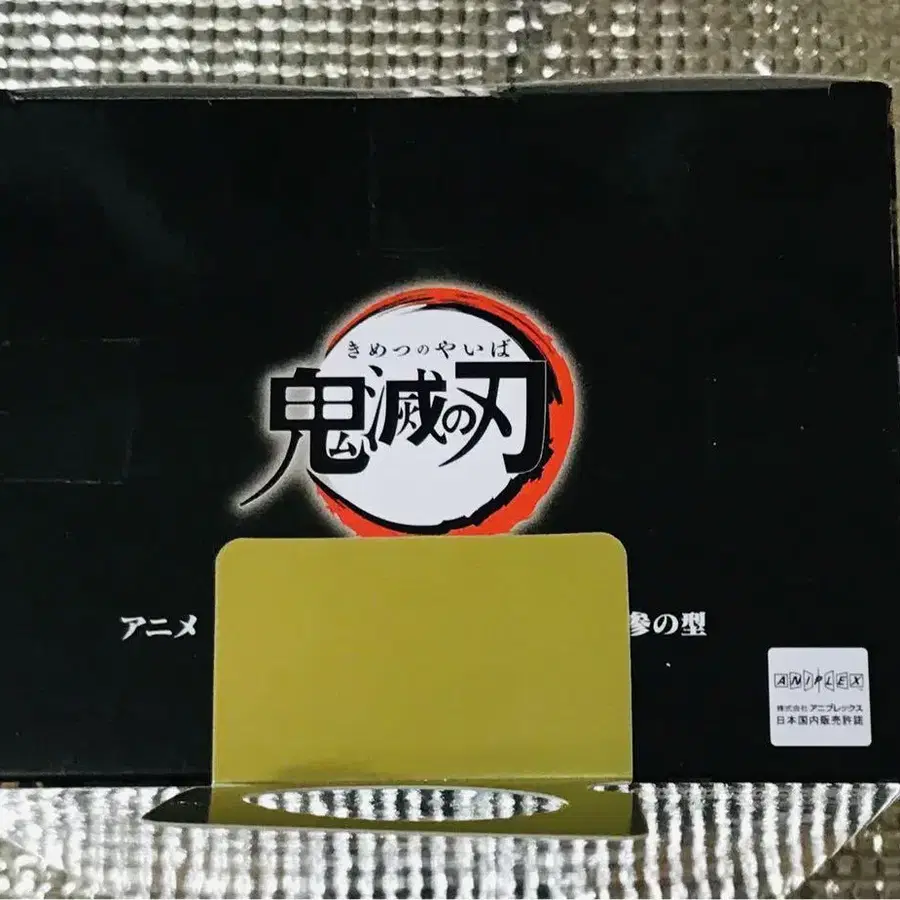 きめつのやいば
鬼滅の刃
アニメ 参の型
ANIPLEX
株式会社 アニプレックス
日本国内販売許諾